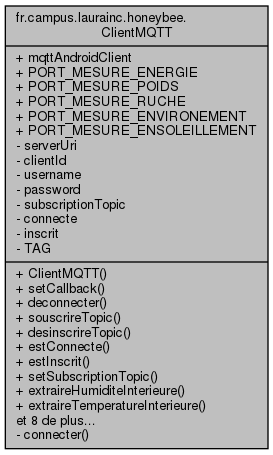 fr.campus.laurainc.honeybee.
ClientMQTT
+ mqttAndroidClient
+ PORT_MESURE_ENERGIE
+ PORT_MESURE_POIDS
+ PORT_MESURE_RUCHE
+ PORT_MESURE_ENVIRONEMENT
+ PORT_MESURE_ENSOLEILLEMENT
- serverUri
- clientId
- username
- password
- subscriptionTopic
- connecte
- inscrit
- TAG
+ ClientMQTT()
+ setCallback()
+ deconnecter()
+ souscrireTopic()
+ desinscrireTopic()
+ estConnecte()
+ estInscrit()
+ setSubscriptionTopic()
+ extraireHumiditeInterieure()
+ extraireTemperatureInterieure()
et 8 de plus...
- connecter()